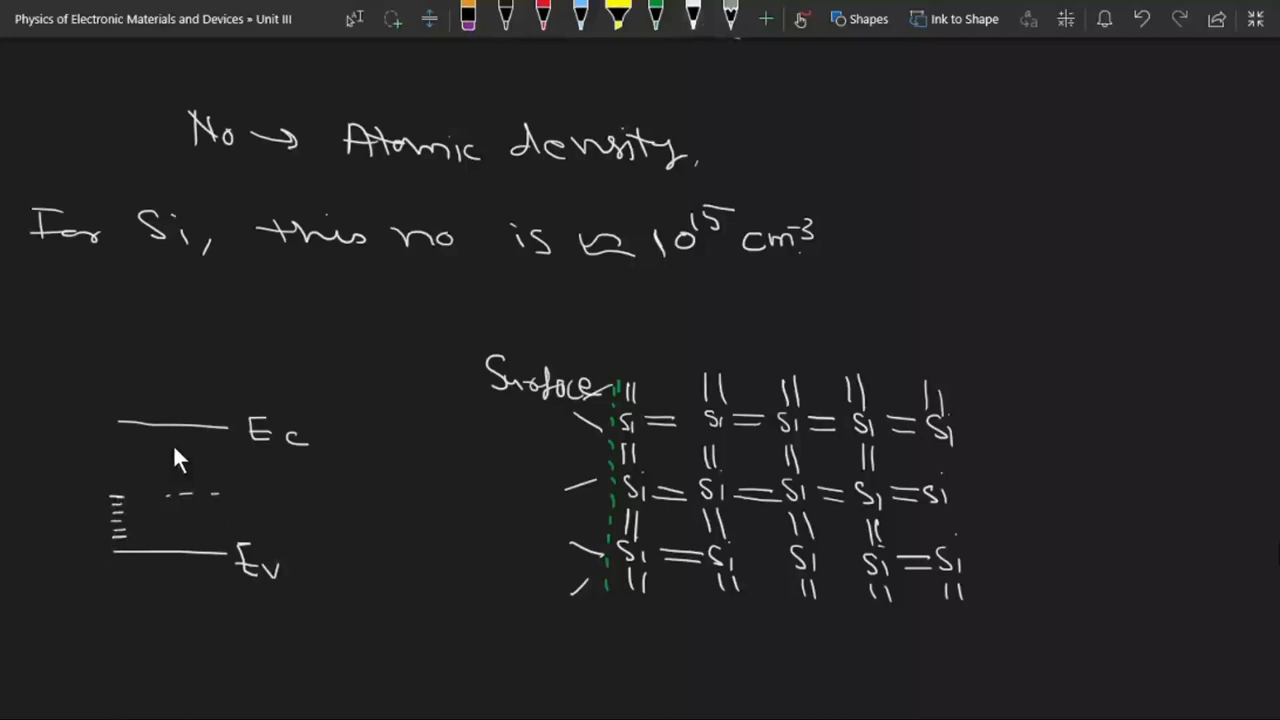 Physics of Electronic Materials and Devices » Unit III
Shapes
Ink to Shape
No → Atomic density.
For Si, this no is ≃ 10¹⁵ cm⁻³
Surface
Ec
Ev
Si = Si = Si = Si = Si
Si = Si = Si = Si = Si
Si = Si Si Si = Si